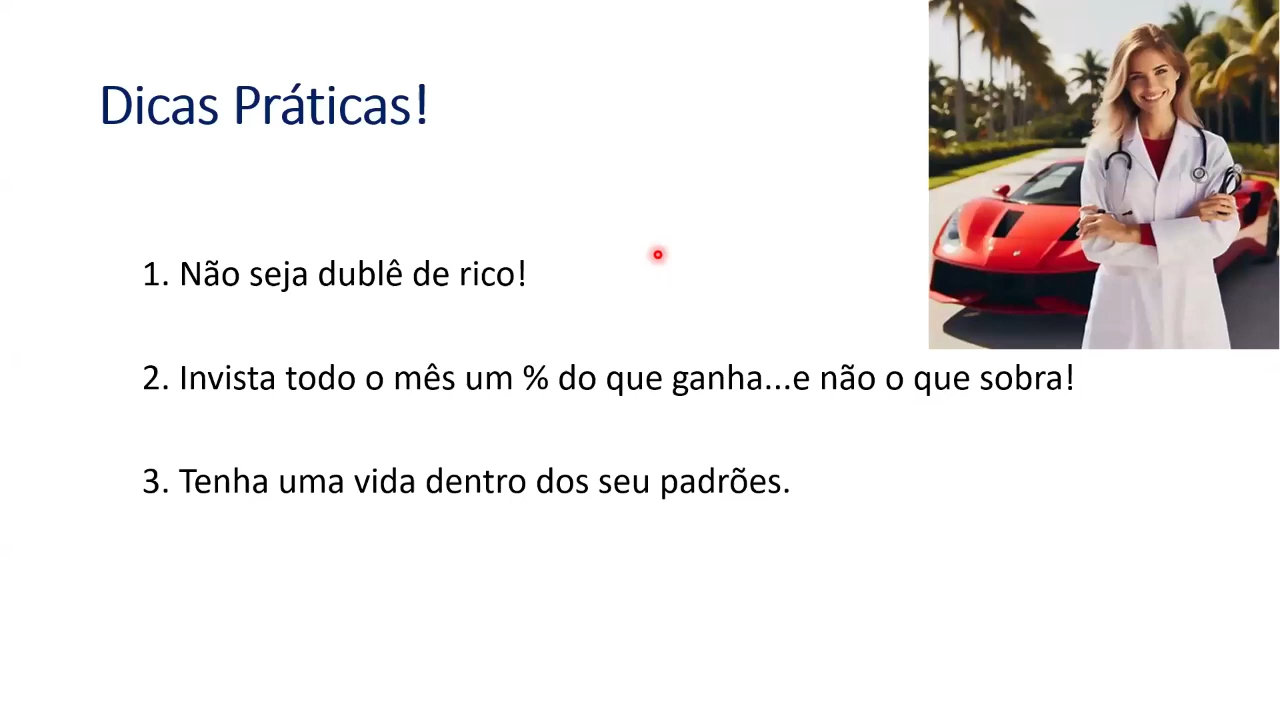 Dicas Práticas!
1. Não seja dublê de rico!
2. Invista todo o mês um % do que ganha...e não o que sobra!
3. Tenha uma vida dentro dos seu padrões.